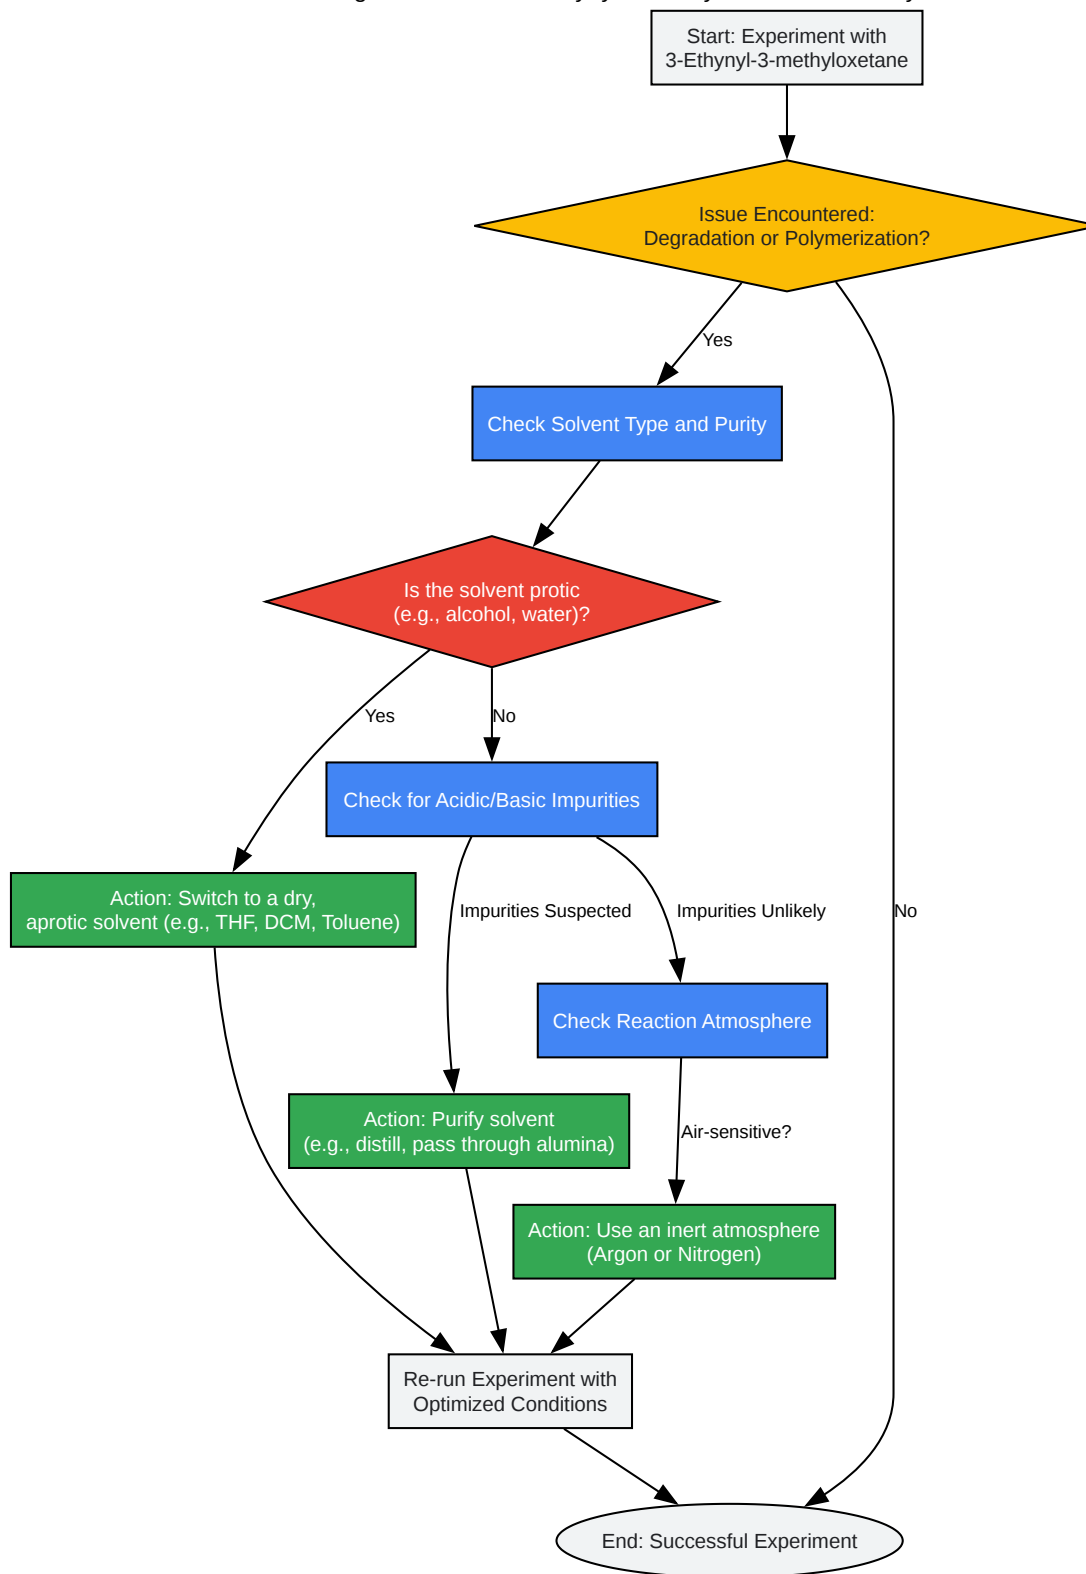 Start: Experiment with
3-Ethynyl-3-methyloxetane
Issue Encountered:
Degradation or Polymerization?
Yes
Check Solvent Type and Purity
Is the solvent protic
(e.g., alcohol, water)?
Yes
No
Check for Acidic/Basic Impurities
Action: Switch to a dry,
aprotic solvent (e.g., THF, DCM, Toluene)
Impurities Suspected
Impurities Unlikely
No
Check Reaction Atmosphere
Action: Purify solvent
(e.g., distill, pass through alumina)
Air-sensitive?
Action: Use an inert atmosphere
(Argon or Nitrogen)
Re-run Experiment with
Optimized Conditions
End: Successful Experiment